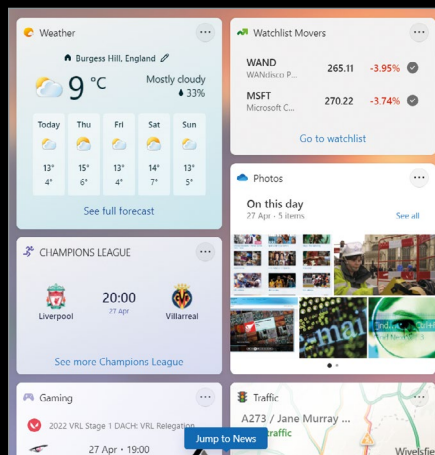 Weather
Burgess Hill, England
9 °C
Mostly cloudy
33%
Today Thu Fri Sat Sun
13° 15° 13° 14° 13°
4° 6° 4° 7° 5°
See full forecast
Watchlist Movers
WAND 265.11 -3.95%
WANdisco P...
MSFT 270.22 -3.74%
Microsoft C...
Go to watchlist
Photos
On this day
27 Apr · 5 items
See all
CHAMPIONS LEAGUE
20:00
27 Apr
Liverpool
Villarreal
See more Champions League
Gaming
2022 VRL Stage 1 DACH: VRL Relegation
27 Apr · 19:00
Traffic
A273 / Jane Murray ...
traffic
Jump to News